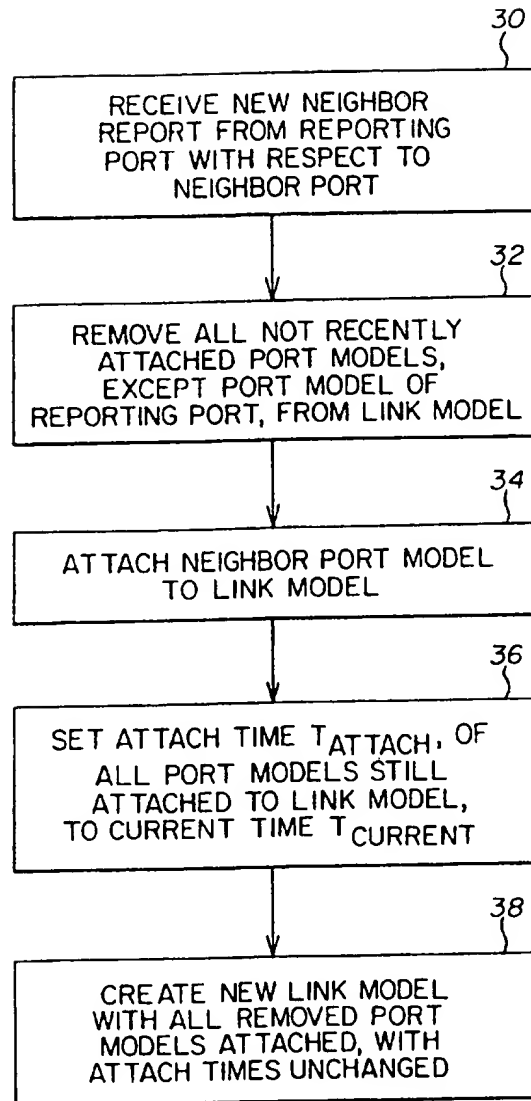 30
RECEIVE NEW NEIGHBOR
REPORT FROM REPORTING
PORT WITH RESPECT TO
NEIGHBOR PORT
32
REMOVE ALL NOT RECENTLY
ATTACHED PORT MODELS,
EXCEPT PORT MODEL OF
REPORTING PORT, FROM LINK MODEL
34
ATTACH NEIGHBOR PORT MODEL
TO LINK MODEL
36
SET ATTACH TIME TATTACH, OF
ALL PORT MODELS STILL
ATTACHED TO LINK MODEL,
TO CURRENT TIME TCURRENT
38
CREATE NEW LINK MODEL
WITH ALL REMOVED PORT
MODELS ATTACHED, WITH
ATTACH TIMES UNCHANGED